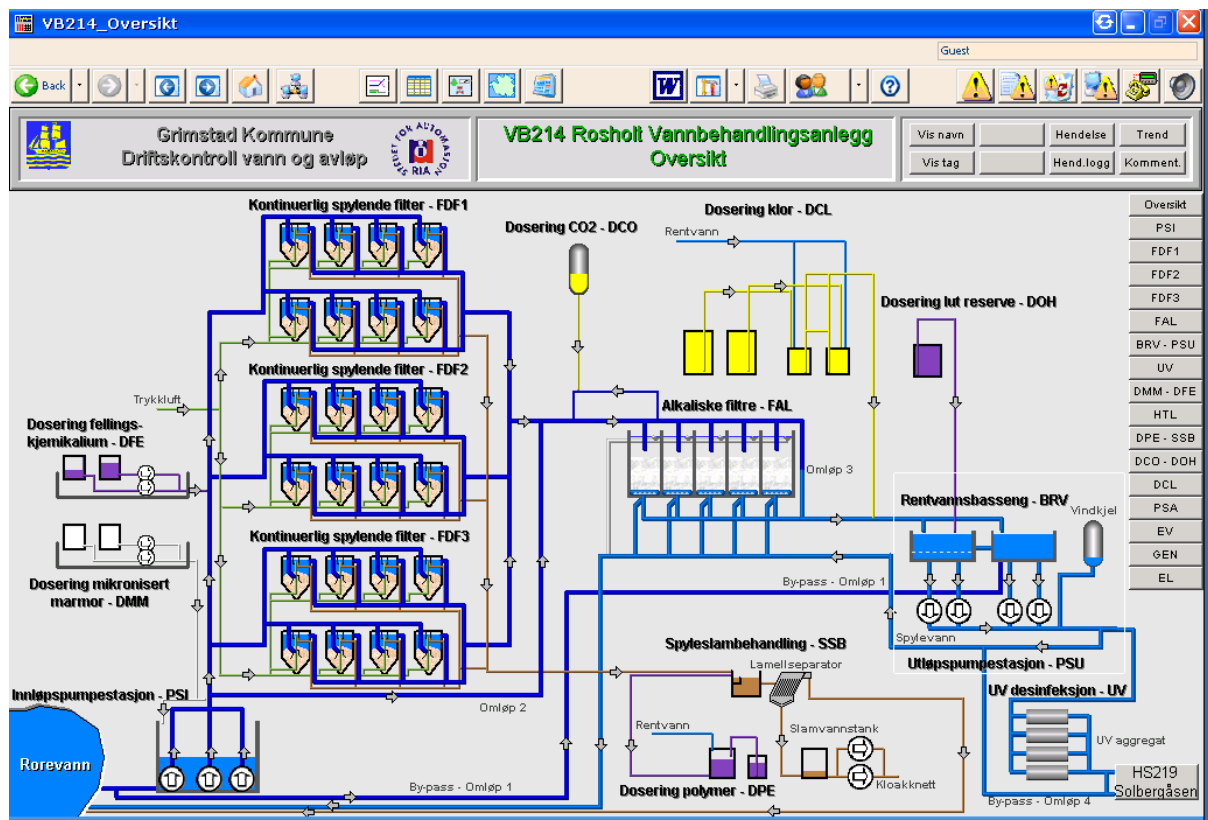 VB214_Oversikt
Guest
Back
W
Grimstad Kommune
Driftskontroll vann og avløp
STEDET FOR AUTOMASJON
RIA
VB214 Rosholt Vannbehandlingsanlegg
Oversikt
Vis navn
Hendelse
Trend
Vis tag
Hend.logg
Komment.
Kontinuerlig spylende filter - FDF1
Dosering CO2 - DCO
Dosering klor - DCL
Rentvann
Dosering lut reserve - DOH
Kontinuerlig spylende filter - FDF2
Trykkluft
Dosering fellings-
kjemikalium - DFE
Alkaliske filtre - FAL
Omløp 3
Rentvannsbasseng - BRV
Vindkjel
Kontinuerlig spylende filter - FDF3
Dosering mikronisert
marmor - DMM
By-pass - Omløp 1
Spylevann
Utløpspumpestasjon - PSU
Spyleslambehandling - SSB
Lamellseparator
Innløpspumpestasjon - PSI
Omløp 2
UV desinfeksjon - UV
Rentvann
Slamvannstank
UV aggregat
Rorevann
By-pass - Omløp 1
Dosering polymer - DPE
Kloakknett
By-pass - Omløp 4
HS219
Solbergåsen
Oversikt
PSI
FDF1
FDF2
FDF3
FAL
BRV - PSU
UV
DMM - DFE
HTL
DPE - SSB
DCO - DOH
DCL
PSA
EV
GEN
EL